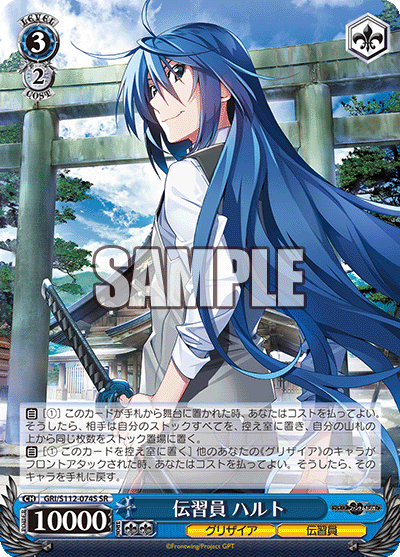 LEVEL
3
2
COST
SAMPLE
自[①] このカードが手札から舞台に置かれた時、あなたはコストを払ってよい。
そうしたら、相手は自分のストックすべてを、控え室に置き、自分の山札
の上から同じ枚数をストック置場に置く。
自[① このカードを控え室に置く] 他のあなたの《グリザイア》のキャラが
フロントアタックされた時、あなたはコストを払ってよい。そうしたら、その
キャラを手札に戻す。
CH GRI/S112-074S SR
POWER
10000
伝習員 ハルト
グリザイア 伝習員
©Frontwing/Project GPT